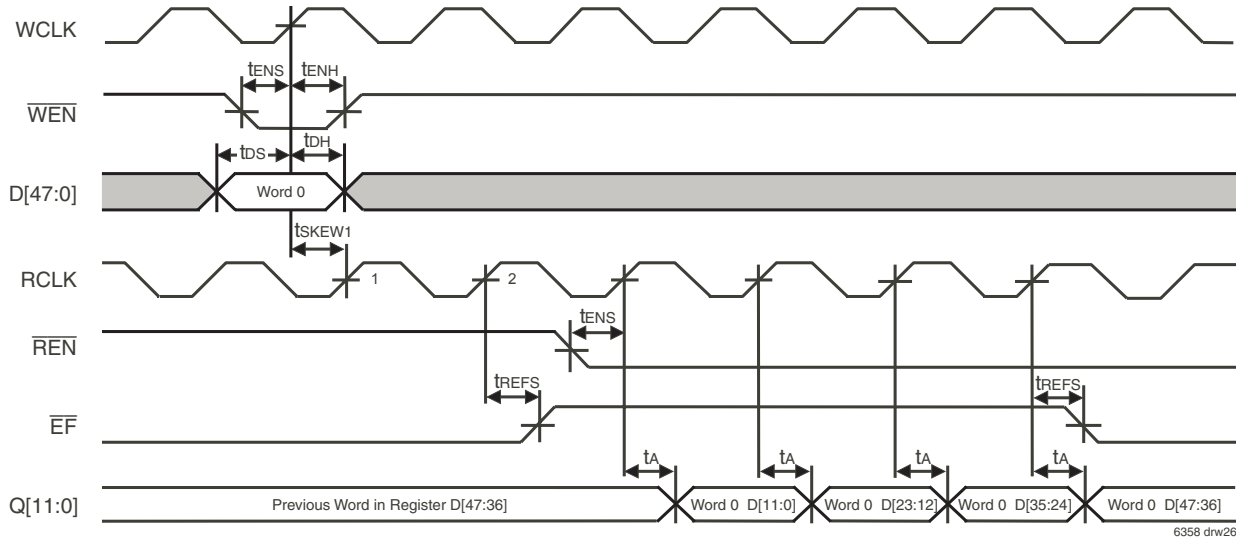 WCLK
tENS tENH
WEN
tDS tDH
D[47:0] Word 0
tSKEW1
RCLK 1 2
tENS
REN
tREFS tREFS
EF
tA tA tA tA
Q[11:0] Previous Word in Register D[47:36] Word 0 D[11:0] Word 0 D[23:12] Word 0 D[35:24] Word 0 D[47:36]
6358 drw26